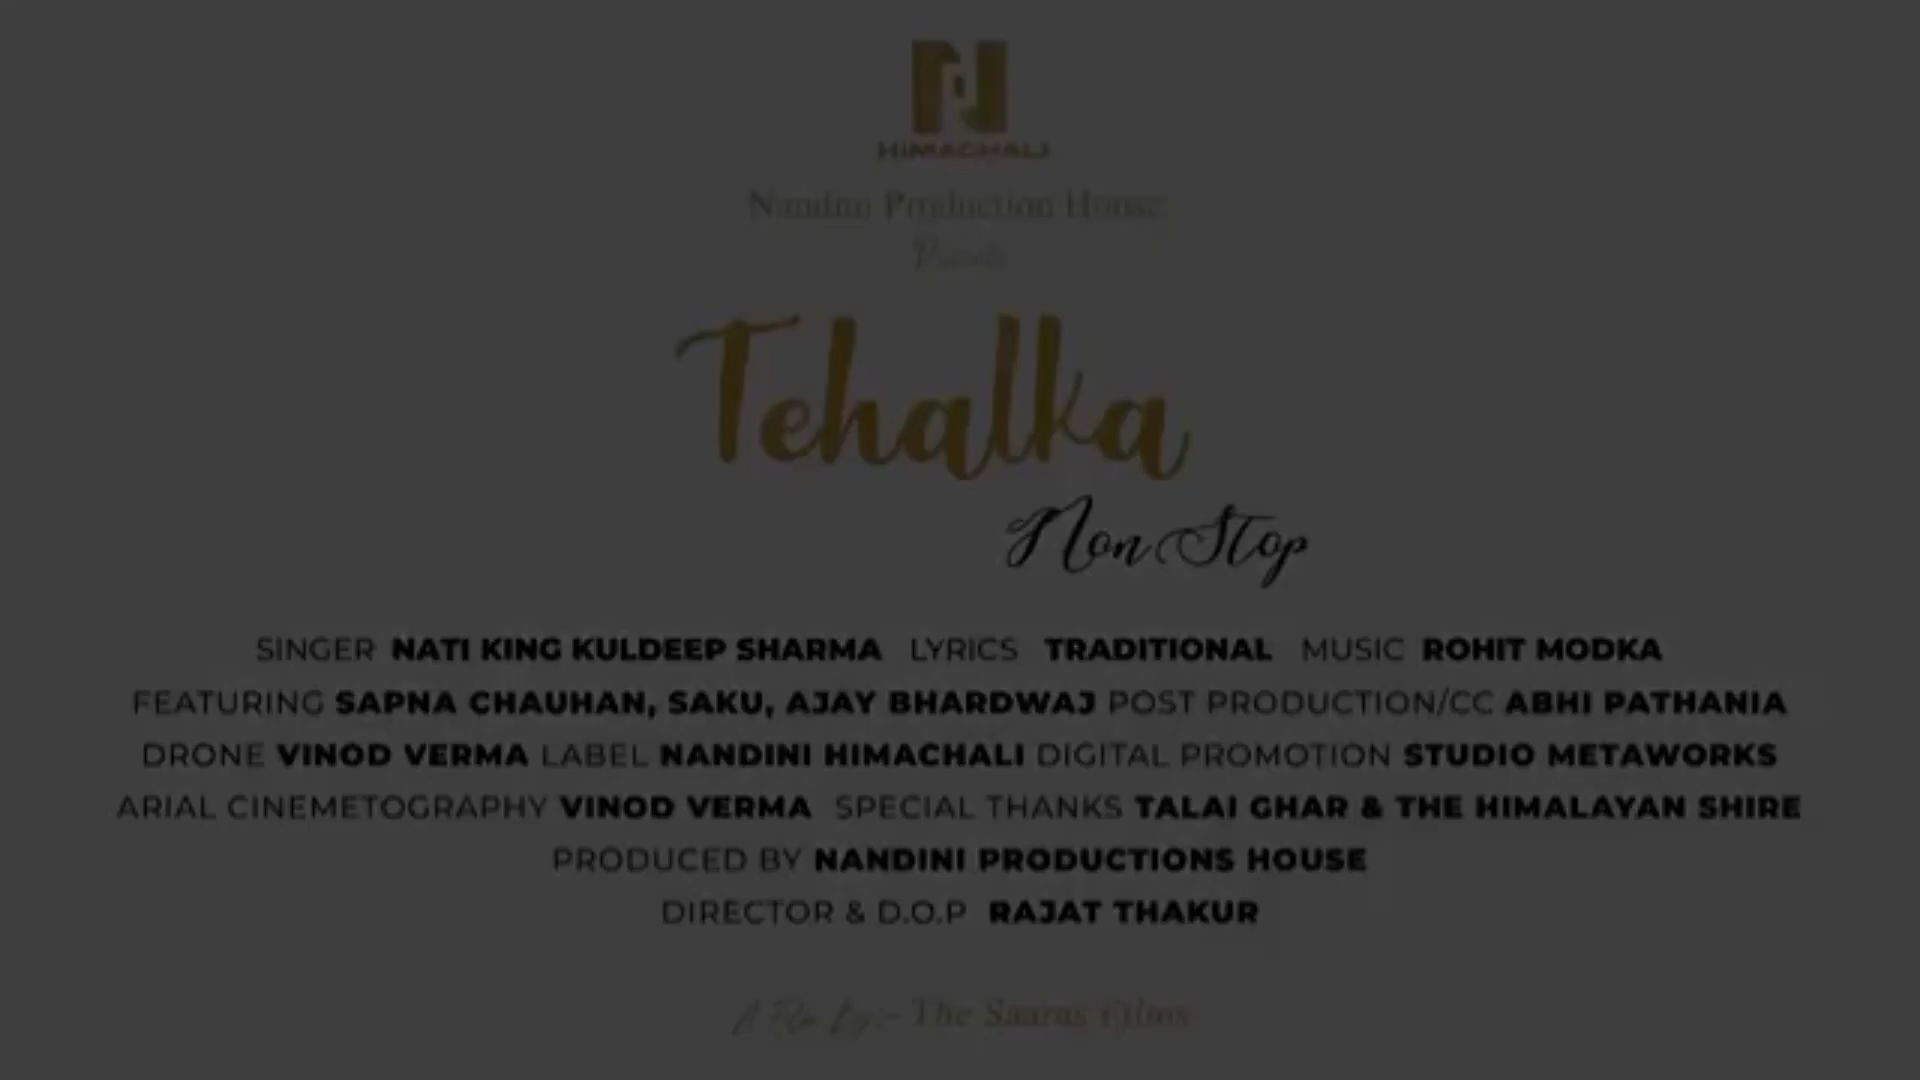 HIMACHALI
Nandini Production House
Presents
Tehalka
Non Stop
SINGER NATI KING KULDEEP SHARMA LYRICS TRADITIONAL MUSIC ROHIT MODKA
FEATURING SAPNA CHAUHAN, SAKU, AJAY BHARDWAJ POST PRODUCTION/CC ABHI PATHANIA
DRONE VINOD VERMA LABEL NANDINI HIMACHALI DIGITAL PROMOTION STUDIO METAWORKS
ARIAL CINEMETOGRAPHY VINOD VERMA SPECIAL THANKS TALAI GHAR & THE HIMALAYAN SHIRE
PRODUCED BY NANDINI PRODUCTIONS HOUSE
DIRECTOR & D.O.P RAJAT THAKUR
A Film By:- The Saaras Films